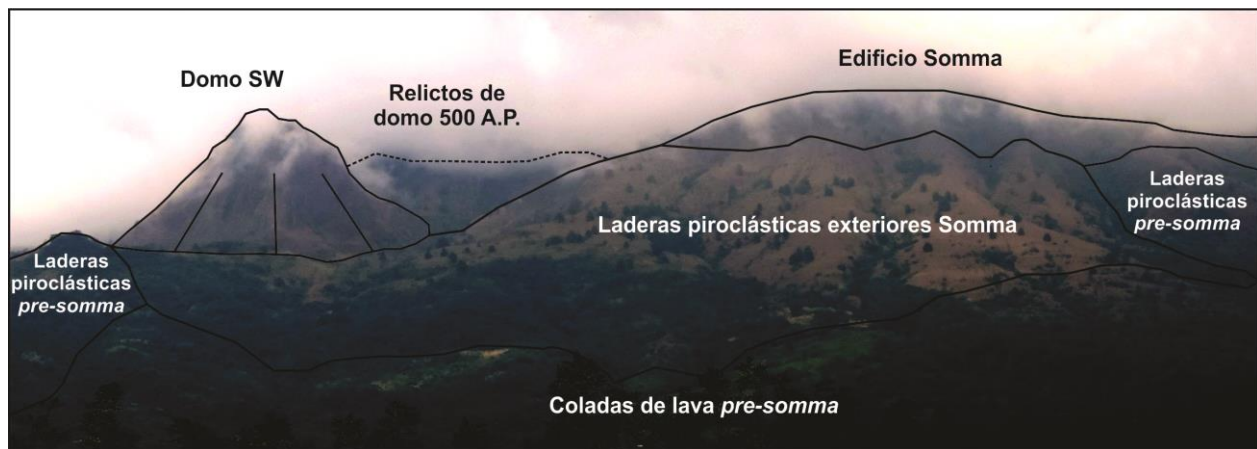 Domo SW
Relictos de
domo 500 A.P.
Edificio Somma
Laderas
piroclásticas
pre-somma
Laderas piroclásticas exteriores Somma
Laderas
piroclásticas
pre-somma
Coladas de lava pre-somma